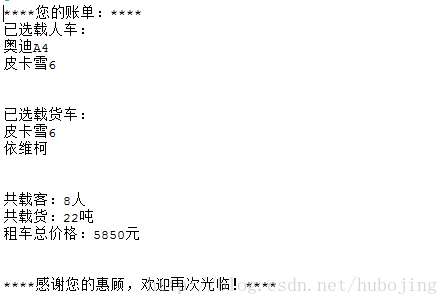 ****您的账单：****
已选载人车：
奥迪A4
皮卡雪6
已选载货车：
皮卡雪6
依维柯
共载客：8人
共载货：22吨
租车总价格：5850元
****感谢您的惠顾，欢迎再次光临！****
blog.csdn.net/hubojing